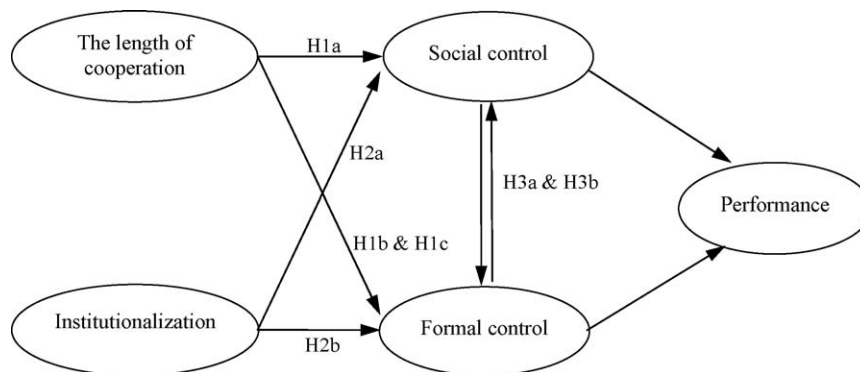 The length of
cooperation
H1a
Social control
H2a
H3a & H3b
Performance
H1b & H1c
Institutionalization
H2b
Formal control